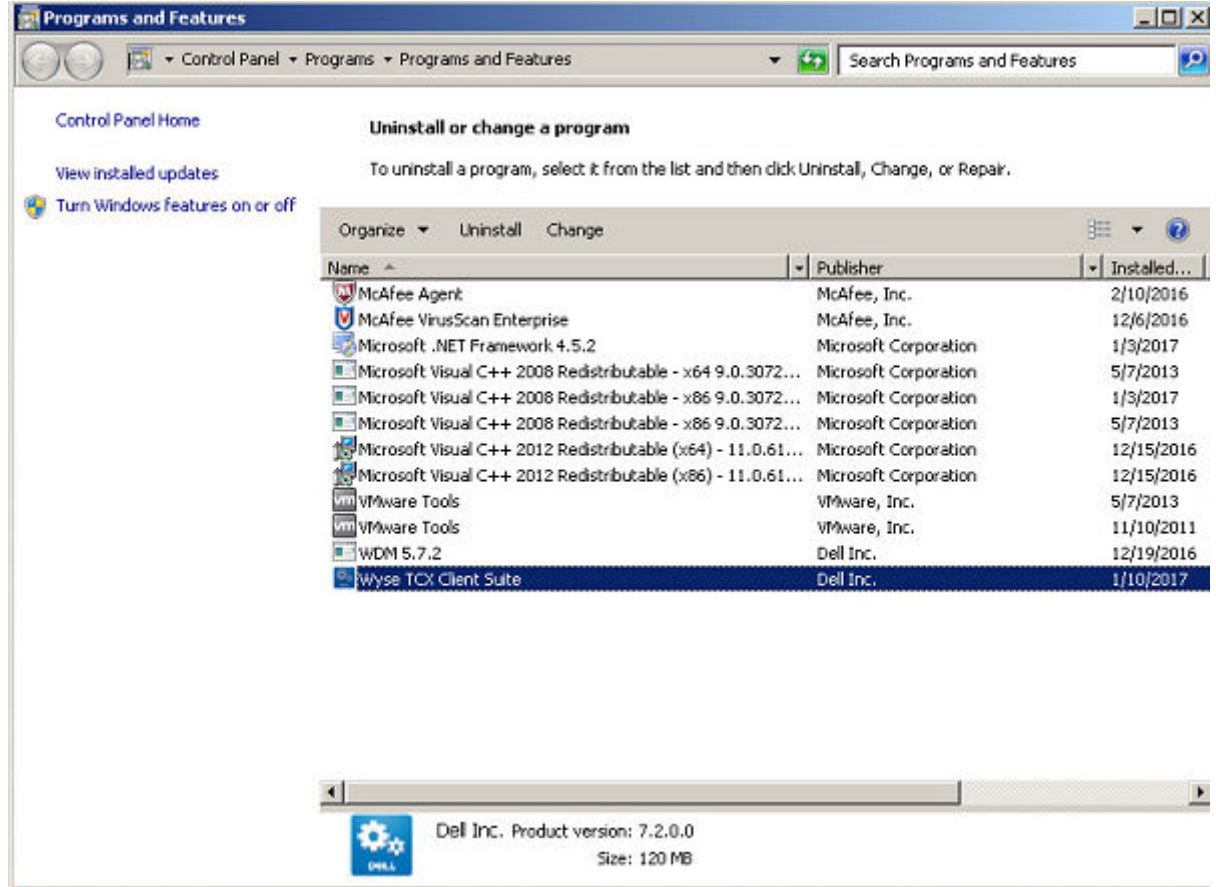 Programs and Features
Control Panel Programs Programs and Features Search Programs and Features
Control Panel Home
Uninstall or change a program
View installed updates
To uninstall a program, select it from the list and then click Uninstall, Change, or Repair.
Turn Windows features on or off
Organize Uninstall Change
Name Publisher Installed...
McAfee Agent McAfee, Inc. 2/10/2016
McAfee VirusScan Enterprise McAfee, Inc. 12/6/2016
Microsoft .NET Framework 4.5.2 Microsoft Corporation 1/3/2017
Microsoft Visual C++ 2008 Redistributable - x64 9.0.3072... Microsoft Corporation 5/7/2013
Microsoft Visual C++ 2008 Redistributable - x86 9.0.3072... Microsoft Corporation 1/3/2017
Microsoft Visual C++ 2008 Redistributable - x86 9.0.3072... Microsoft Corporation 5/7/2013
Microsoft Visual C++ 2012 Redistributable (x64) - 11.0.61... Microsoft Corporation 12/15/2016
Microsoft Visual C++ 2012 Redistributable (x86) - 11.0.61... Microsoft Corporation 12/15/2016
VMware Tools VMware, Inc. 5/7/2013
VMware Tools VMware, Inc. 11/10/2011
WDM 5.7.2 Dell Inc. 12/19/2016
Wyse TCX Client Suite Dell Inc. 1/10/2017
Dell Inc. Product version: 7.2.0.0
Size: 120 MB
DELL